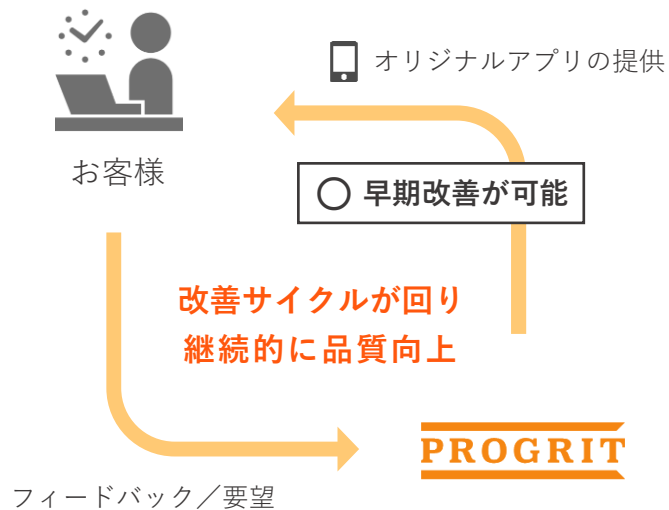 オリジナルアプリの提供
お客様
◯ 早期改善が可能
改善サイクルが回り
継続的に品質向上
PROGRIT
フィードバック／要望